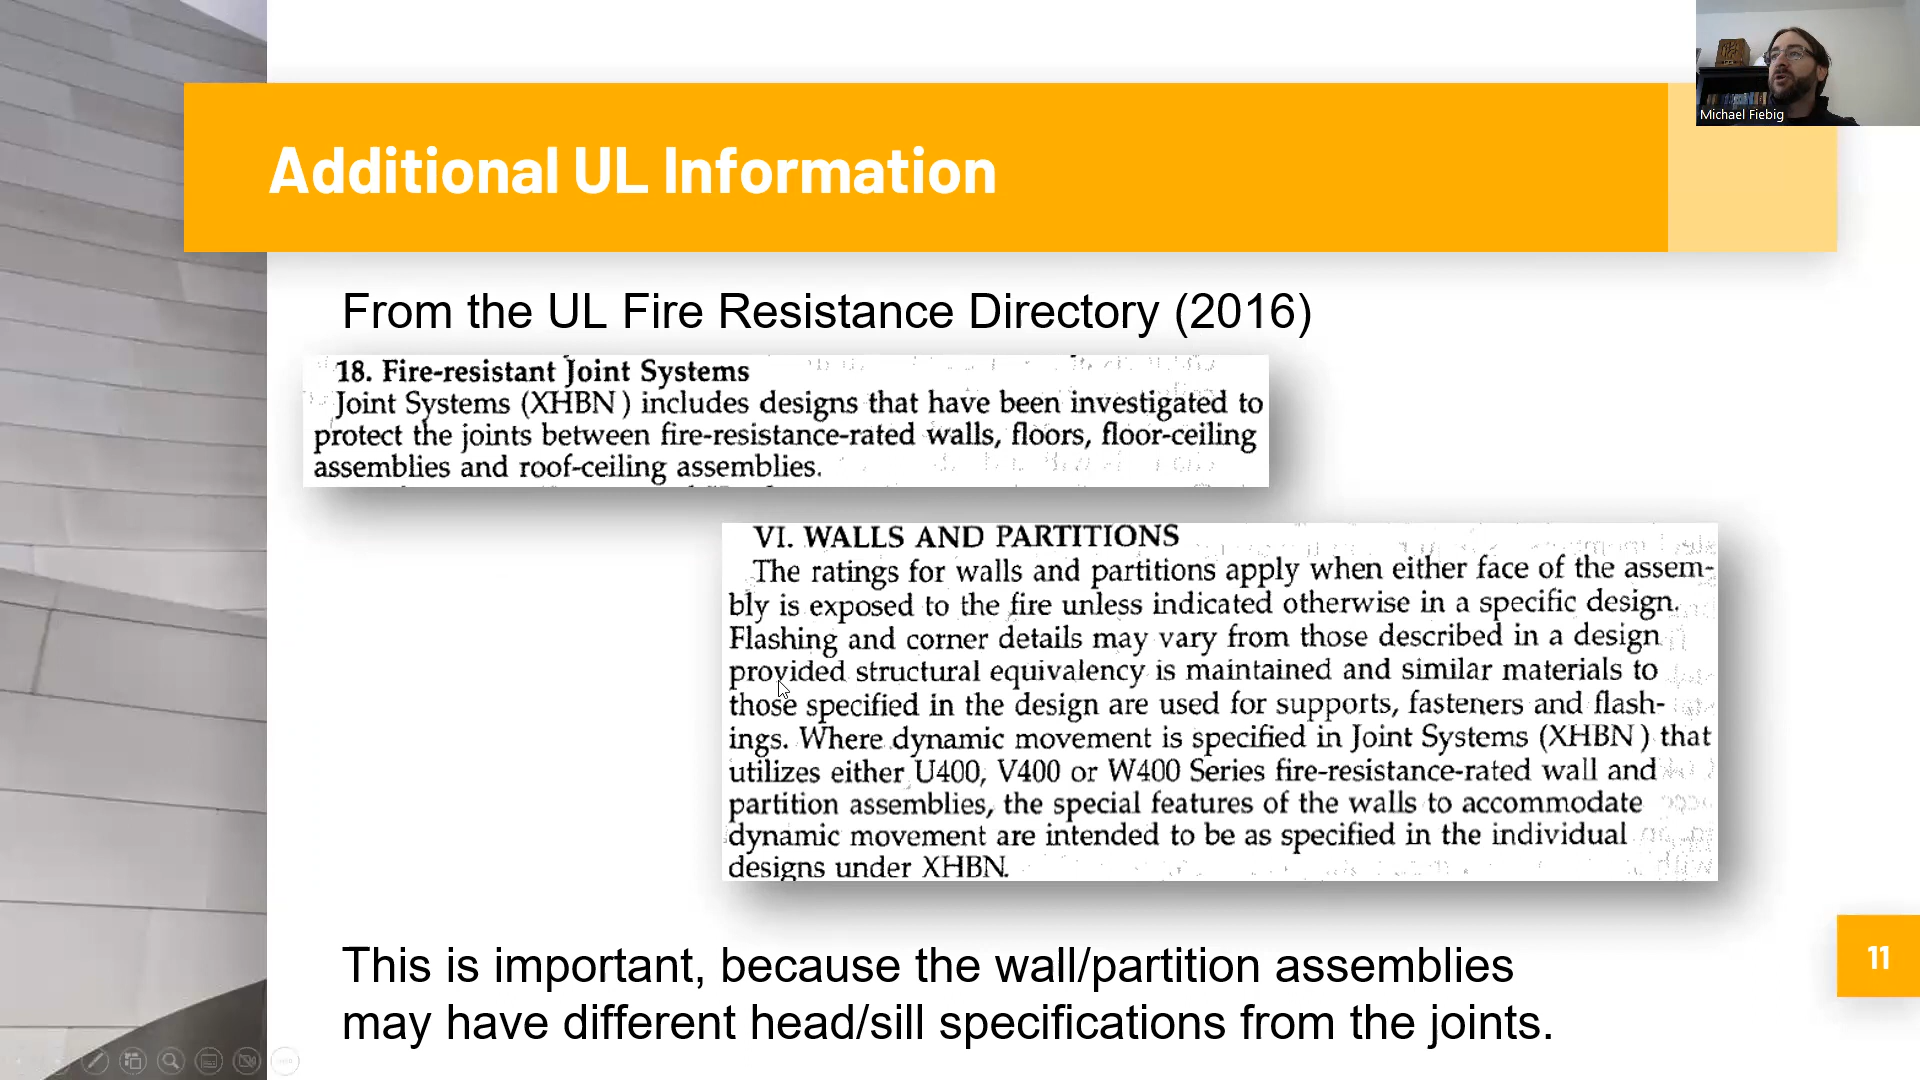 Michael Fiebig
Additional UL Information
From the UL Fire Resistance Directory (2016)
18. Fire-resistant Joint Systems
Joint Systems (XHBN) includes designs that have been investigated to
protect the joints between fire-resistance-rated walls, floors, floor-ceiling
assemblies and roof-ceiling assemblies.
VI. WALLS AND PARTITIONS
The ratings for walls and partitions apply when either face of the assem-
bly is exposed to the fire unless indicated otherwise in a specific design.
Flashing and corner details may vary from those described in a design
provided structural equivalency is maintained and similar materials to
those specified in the design are used for supports, fasteners and flash-
ings. Where dynamic movement is specified in Joint Systems (XHBN) that
utilizes either U400, V400 or W400 Series fire-resistance-rated wall and
partition assemblies, the special features of the walls to accommodate
dynamic movement are intended to be as specified in the individual
designs under XHBN.
This is important, because the wall/partition assemblies
may have different head/sill specifications from the joints.
11